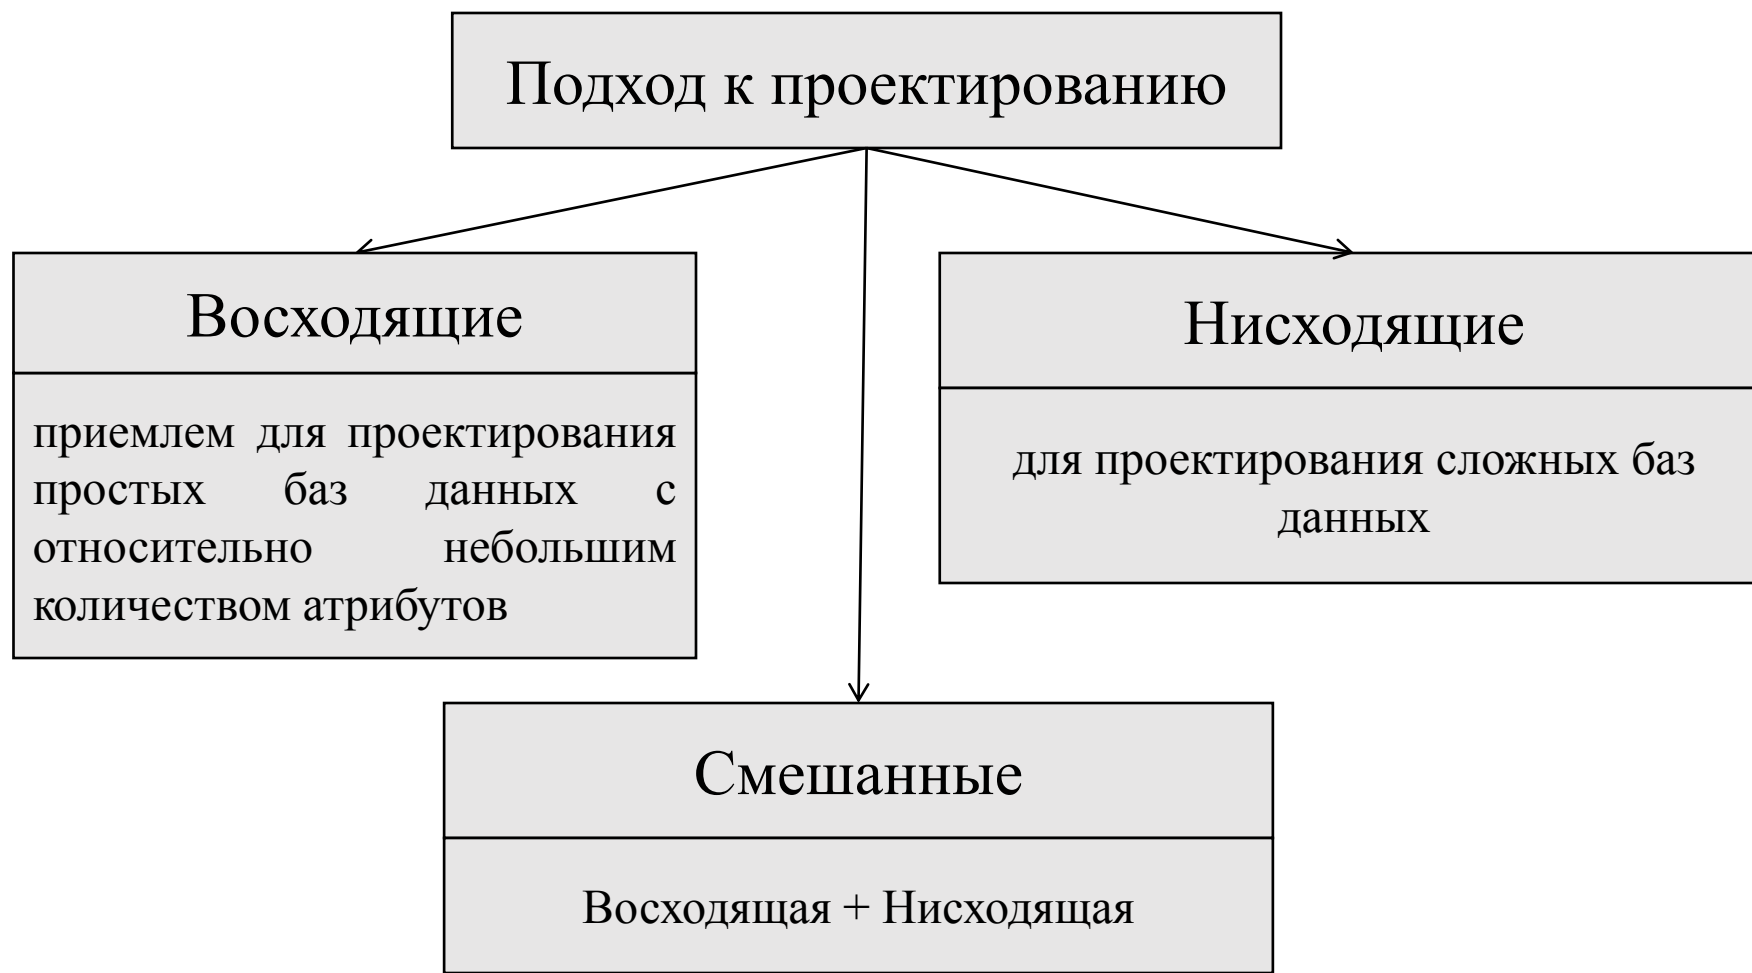 Подход к проектированию
Восходящие
приемлем для проектирования
простых баз данных с
относительно небольшим
количеством атрибутов
Нисходящие
для проектирования сложных баз
данных
Смешанные
Восходящая + Нисходящая